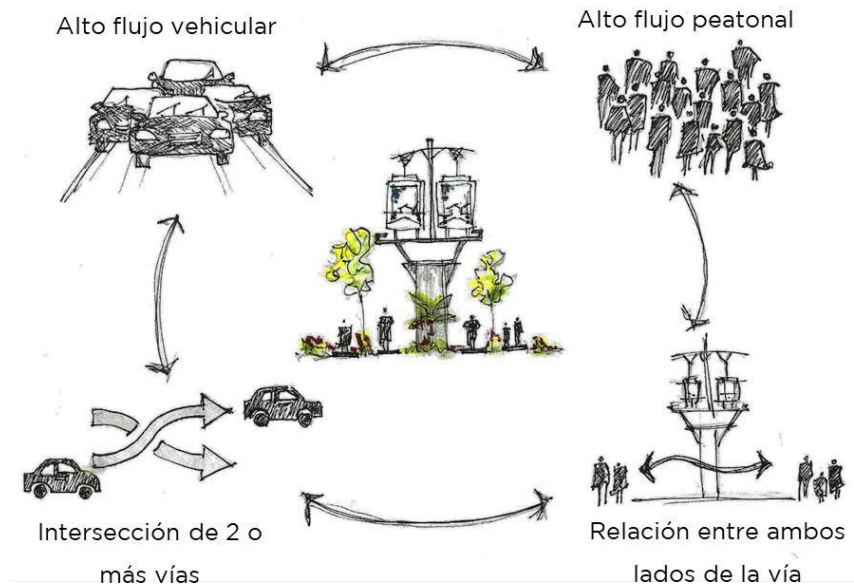 Alto flujo vehicular
Alto flujo peatonal
Intersección de 2 o
más vías
Relación entre ambos
lados de la vía